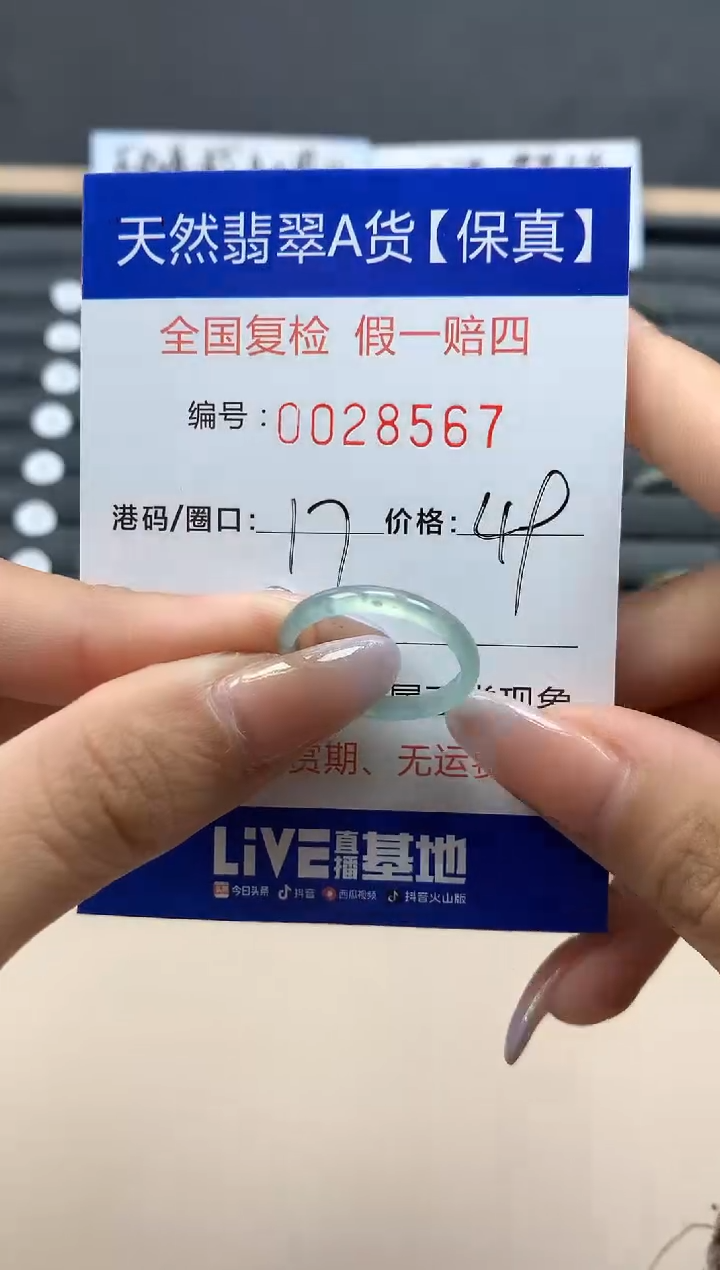 天然翡翠A货【保真】
全国复检 假一赔四
编号:0028567
港码/圈口: 17 价格:
现象
货期、无运
LiVE直播基地
今日头条 抖音 西瓜视频 抖音火山版